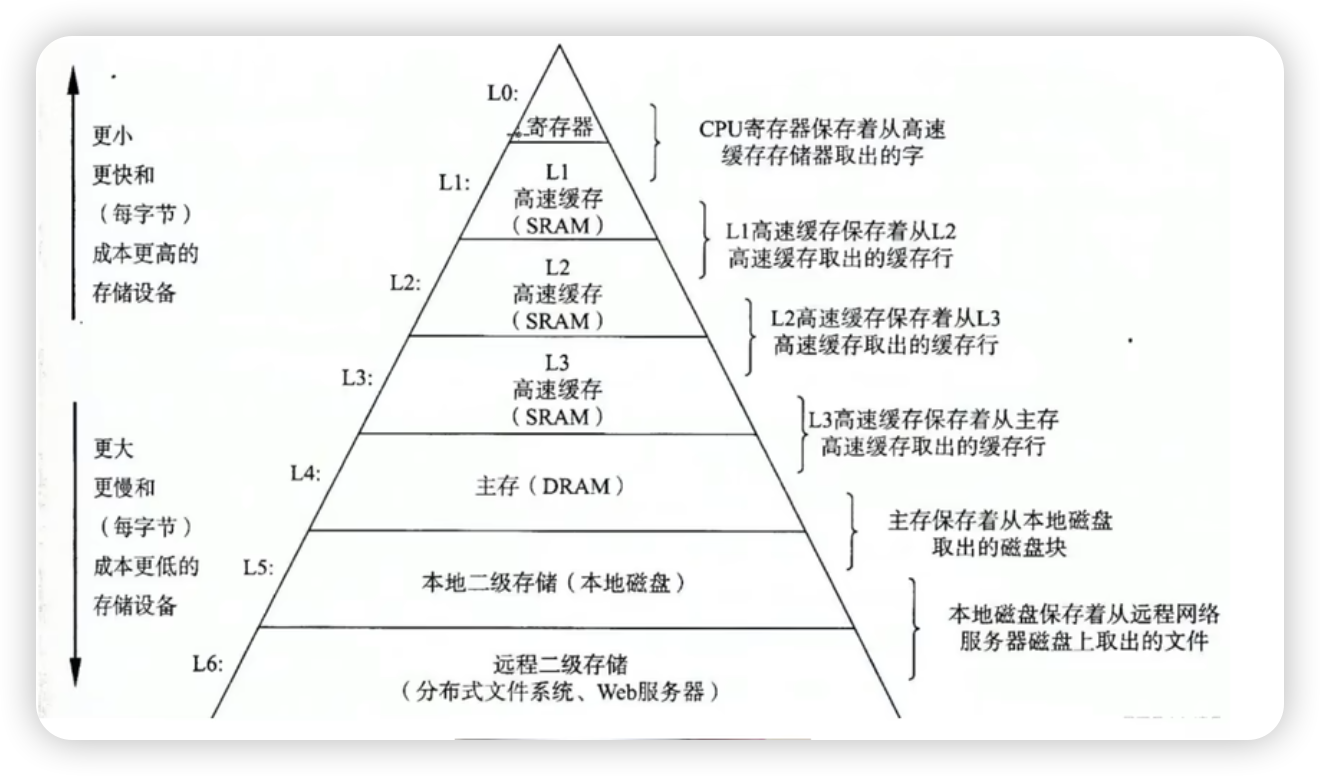 更小
更快和
（每字节）
成本更高的
存储设备
更大
更慢和
（每字节）
成本更低的
存储设备
L0:
寄存器
CPU寄存器保存着从高速
缓存存储器取出的字
L1:
L1
高速缓存
（SRAM）
L1高速缓存保存着从L2
高速缓存取出的缓存行
L2:
L2
高速缓存
（SRAM）
L2高速缓存保存着从L3
高速缓存取出的缓存行
L3:
L3
高速缓存
（SRAM）
L3高速缓存保存着从主存
高速缓存取出的缓存行
L4:
主存（DRAM）
主存保存着从本地磁盘
取出的磁盘块
L5:
本地二级存储（本地磁盘）
本地磁盘保存着从远程网络
服务器磁盘上取出的文件
L6:
远程二级存储
（分布式文件系统、Web服务器）